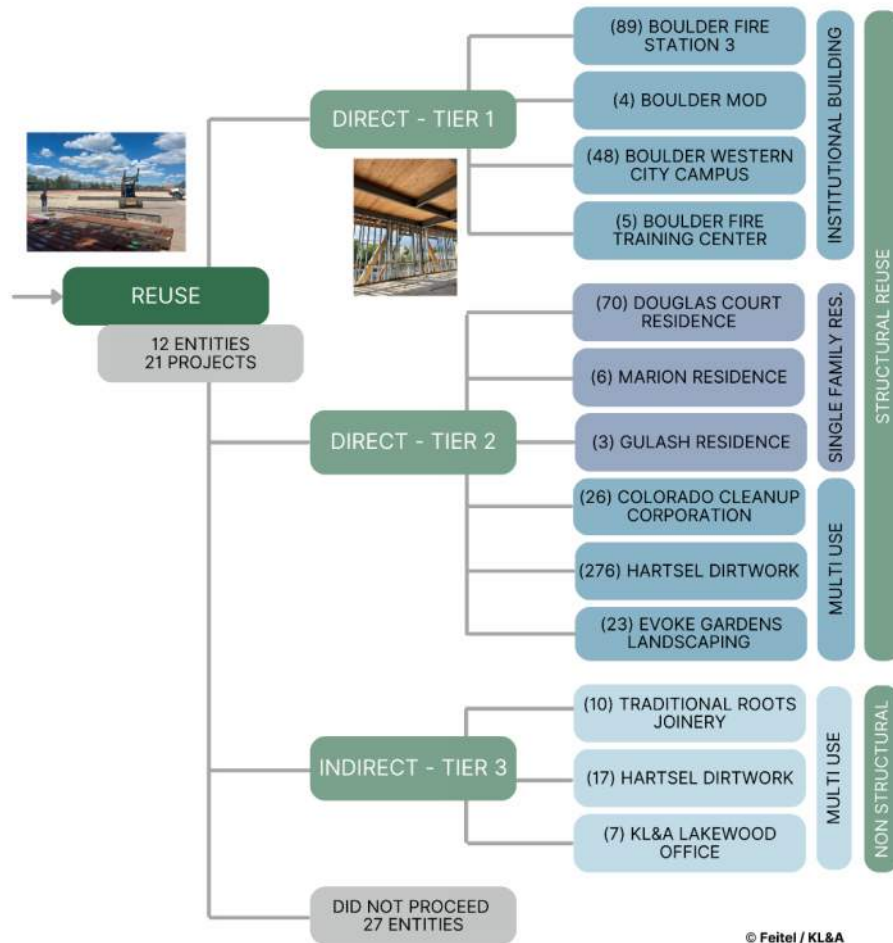 (89) BOULDER FIRE
STATION 3
DIRECT - TIER 1
(4) BOULDER MOD
(48) BOULDER WESTERN
CITY CAMPUS
(5) BOULDER FIRE
TRAINING CENTER
INSTITUTIONAL BUILDING
STRUCTURAL REUSE
REUSE
12 ENTITIES
21 PROJECTS
(70) DOUGLAS COURT
RESIDENCE
(6) MARION RESIDENCE
DIRECT - TIER 2
(3) GULASH RESIDENCE
SINGLE FAMILY RES.
(26) COLORADO CLEANUP
CORPORATION
(276) HARTSEL DIRTWORK
(23) EVOKE GARDENS
LANDSCAPING
MULTI USE
(10) TRADITIONAL ROOTS
JOINERY
INDIRECT - TIER 3
(17) HARTSEL DIRTWORK
(7) KL&A LAKEWOOD
OFFICE
MULTI USE
NON STRUCTURAL
DID NOT PROCEED
27 ENTITIES
© Feitel / KL&A